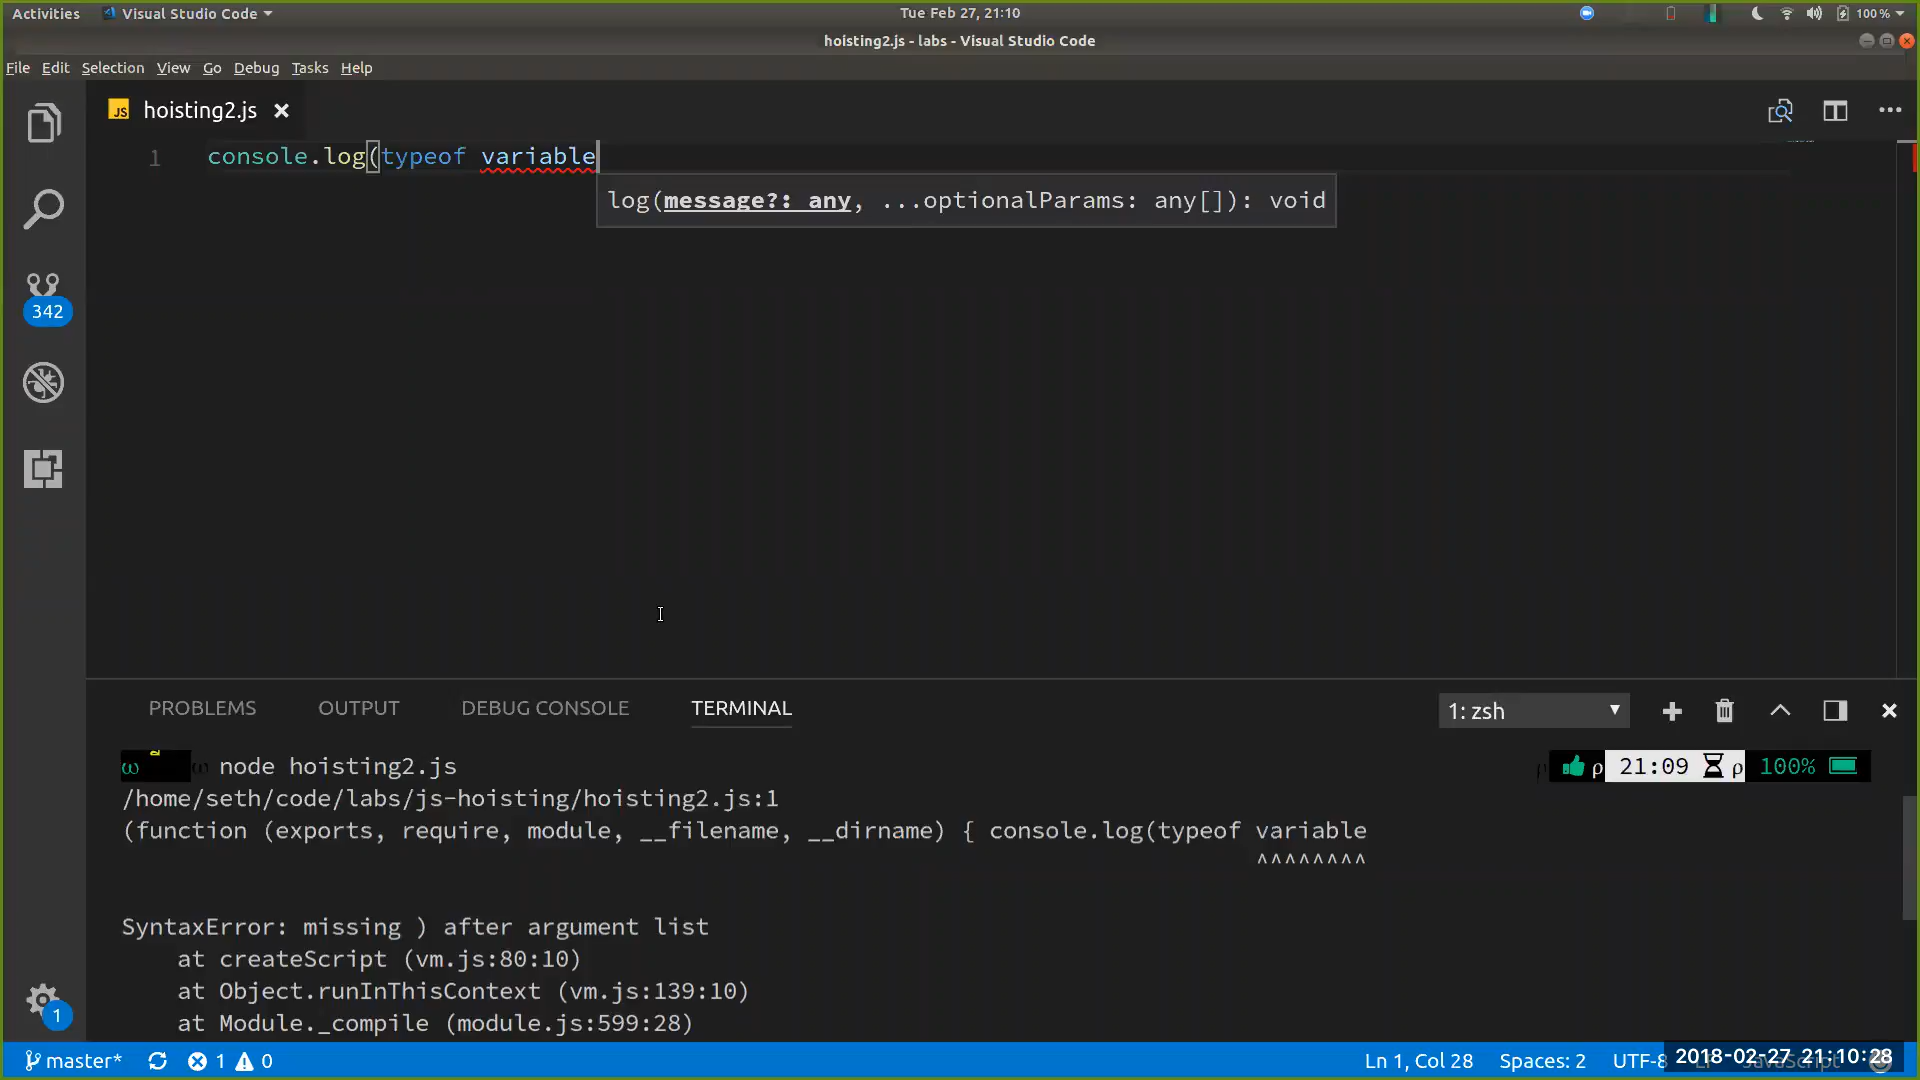 Activities Visual Studio Code Tue Feb 27, 21:10 100 %
hoisting2.js - labs - Visual Studio Code
File Edit Selection View Go Debug Tasks Help
JS hoisting2.js
1 console.log(typeof variable
log(message?: any, ...optionalParams: any[]): void
342
PROBLEMS OUTPUT DEBUG CONSOLE TERMINAL 1: zsh
ω ω node hoisting2.js ρ ρ 21:09 ρ 100%
/home/seth/code/labs/js-hoisting/hoisting2.js:1
(function (exports, require, module, __filename, __dirname) { console.log(typeof variable
^^^^^^^^
SyntaxError: missing ) after argument list
at createScript (vm.js:80:10)
at Object.runInThisContext (vm.js:139:10)
at Module._compile (module.js:599:28)
1
master* 1 0 Ln 1, Col 28 Spaces: 2 UTF-8 2018-02-27 21:10:28